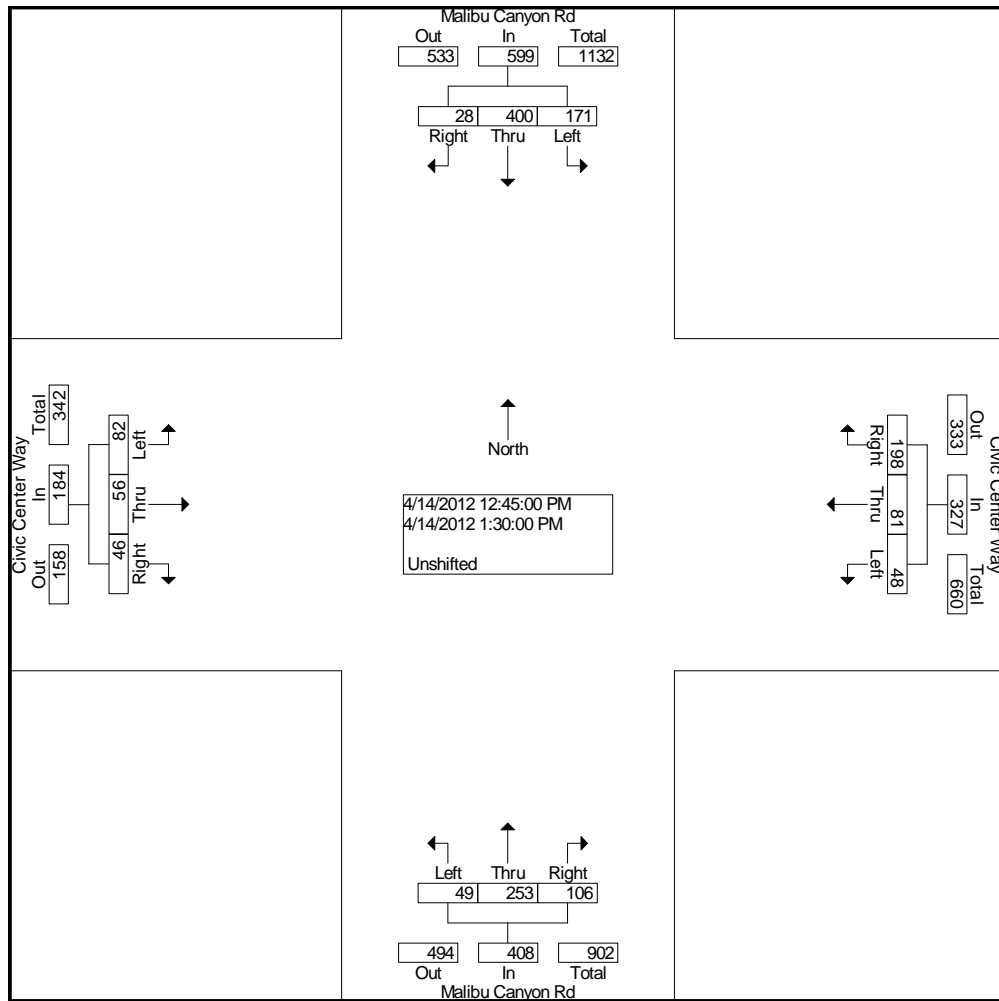 Malibu Canyon Rd
Out In Total
533 599 1132
28 400 171
Right Thru Left
Civic Center Way
Total In Out
342 184 158
82 56 46
Left Thru Right
North
4/14/2012 12:45:00 PM
4/14/2012 1:30:00 PM
Unshifted
Right Thru Left
198 81 48
Out In Total
333 327 660
Civic Center Way
Left Thru Right
49 253 106
494 408 902
Out In Total
Malibu Canyon Rd